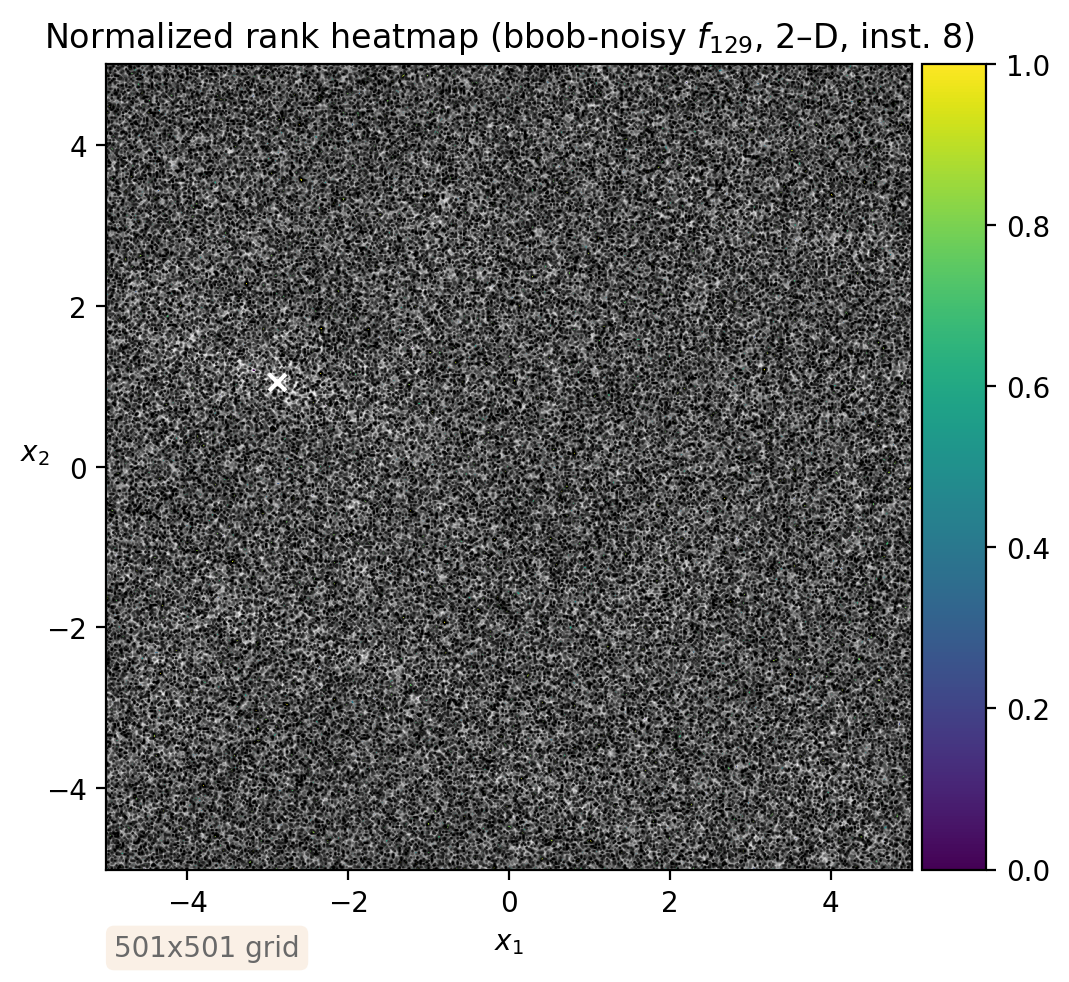 Normalized rank heatmap (bbob-noisy f₁₂₉, 2–D, inst. 8)
1.0
0.8
0.6
0.4
0.2
0.0
4
2
0
−2
−4
x₂
−4 −2 0 2 4
x₁
501x501 grid